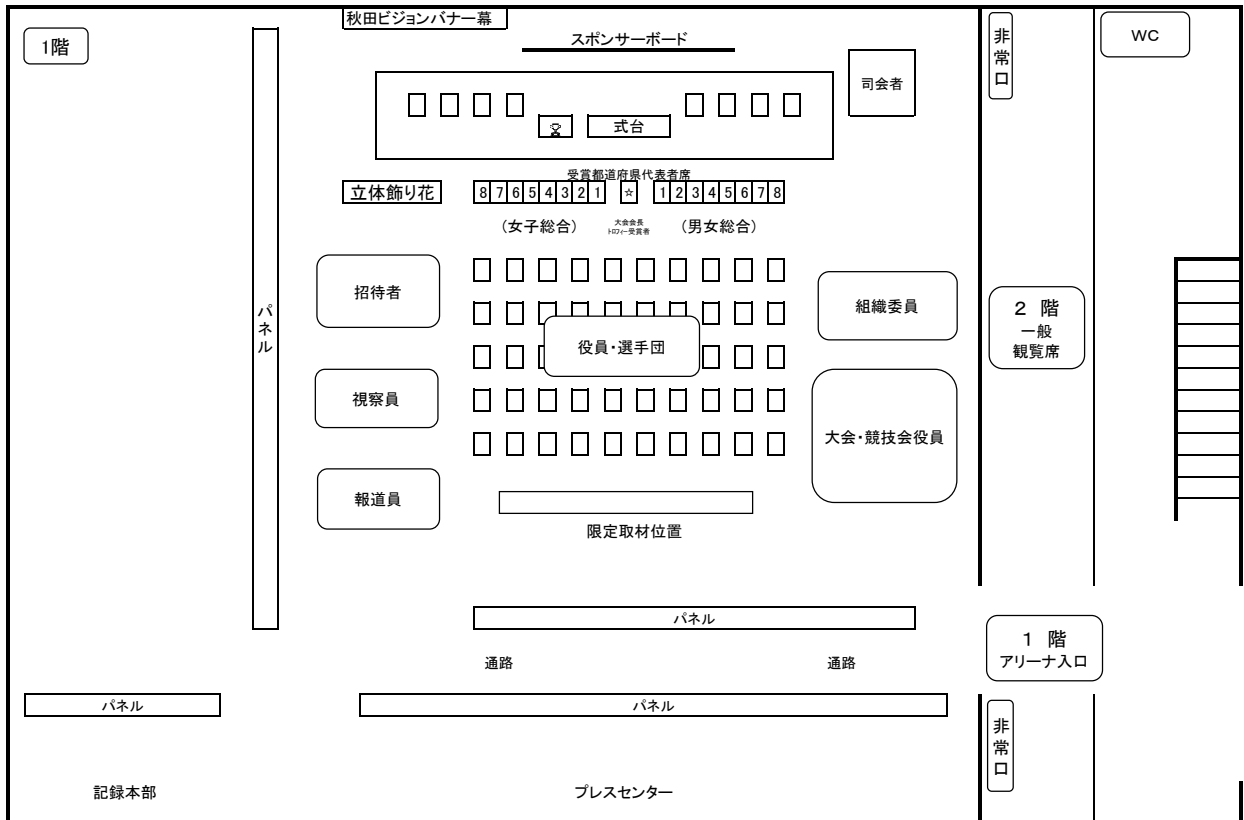 秋田ビジョンバナー幕
1階
スポンサーボード
非常口
WC
司会者
式台
受賞都道府県代表者席
立体飾り花
8 7 6 5 4 3 2 1 ☆ 1 2 3 4 5 6 7 8
(女子総合)
大会会長
トロフィー受賞者
(男女総合)
招待者
組織委員
2 階
一般
観覧席
パネル
役員・選手団
視察員
大会・競技会役員
報道員
限定取材位置
パネル
1 階
アリーナ入口
通路
通路
パネル
パネル
非常口
記録本部
プレスセンター